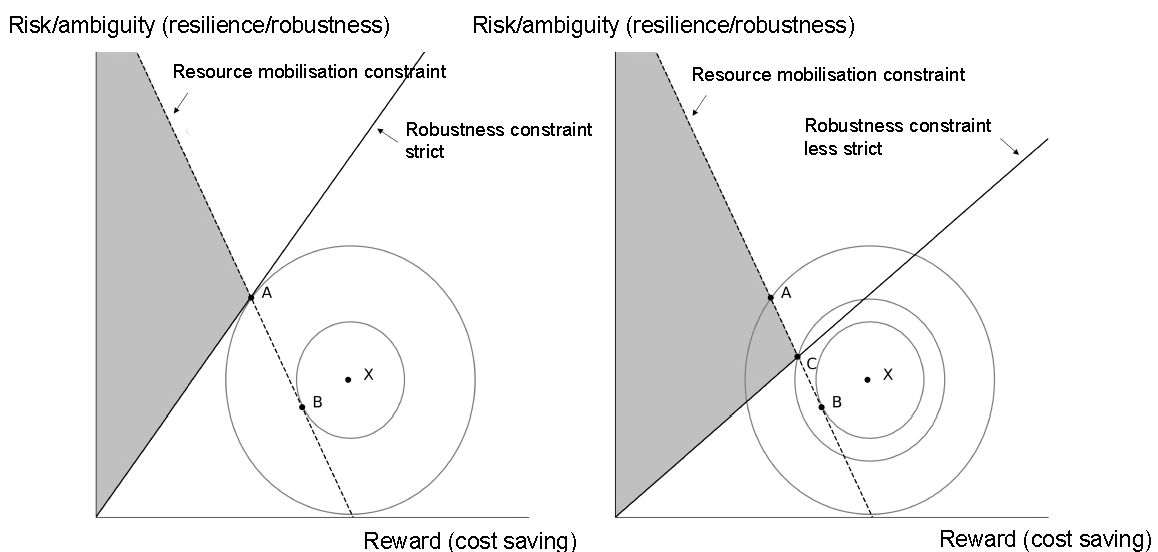 Risk/ambiguity (resilience/robustness)
Resource mobilisation constraint
Robustness constraint
strict
A
X
B
Reward (cost saving)
Risk/ambiguity (resilience/robustness)
Resource mobilisation constraint
Robustness constraint
less strict
A
C
X
B
Reward (cost saving)